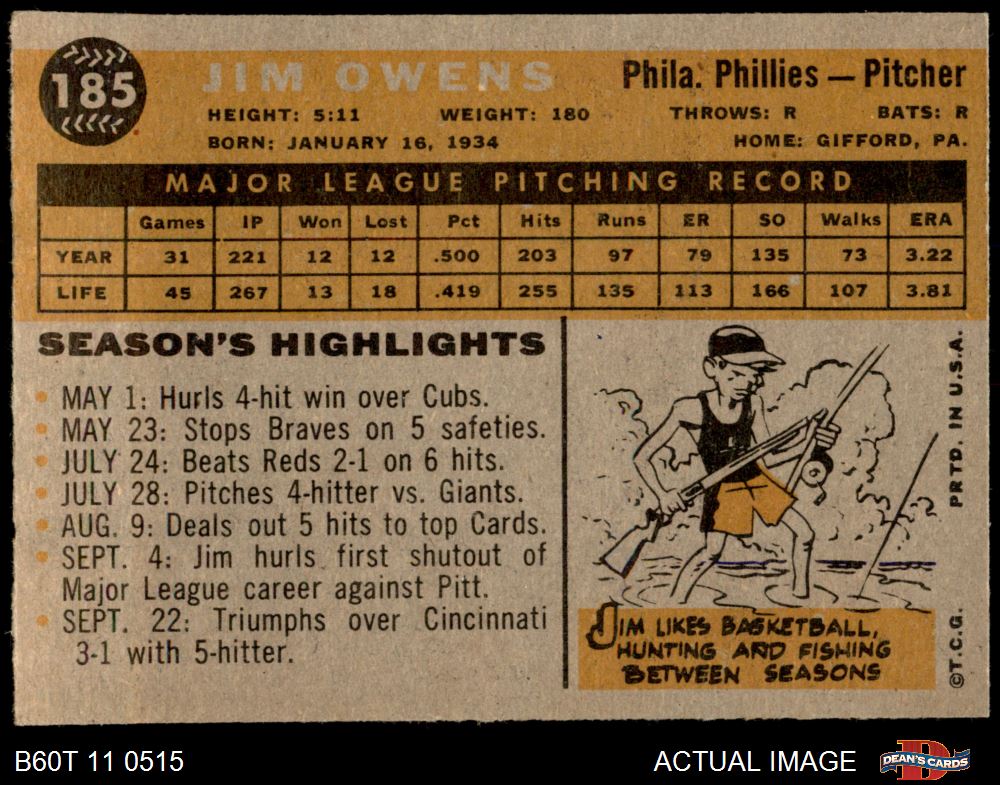 185
JIM OWENS
Phila. Phillies — Pitcher
HEIGHT: 5:11 WEIGHT: 180 THROWS: R BATS: R
BORN: JANUARY 16, 1934 HOME: GIFFORD, PA.
MAJOR LEAGUE PITCHING RECORD
Games IP Won Lost Pct Hits Runs ER SO Walks ERA
YEAR 31 221 12 12 .500 203 97 79 135 73 3.22
LIFE 45 267 13 18 .419 255 135 113 166 107 3.81
SEASON'S HIGHLIGHTS
• MAY 1: Hurls 4-hit win over Cubs.
• MAY 23: Stops Braves on 5 safeties.
• JULY 24: Beats Reds 2-1 on 6 hits.
• JULY 28: Pitches 4-hitter vs. Giants.
• AUG. 9: Deals out 5 hits to top Cards.
• SEPT. 4: Jim hurls first shutout of
Major League career against Pitt.
• SEPT. 22: Triumphs over Cincinnati
3-1 with 5-hitter.
JIM LIKES BASKETBALL,
HUNTING AND FISHING
BETWEEN SEASONS
©T.C.G. PRTD. IN U.S.A.
B60T 11 0515
ACTUAL IMAGE
D
DEAN'S CARDS